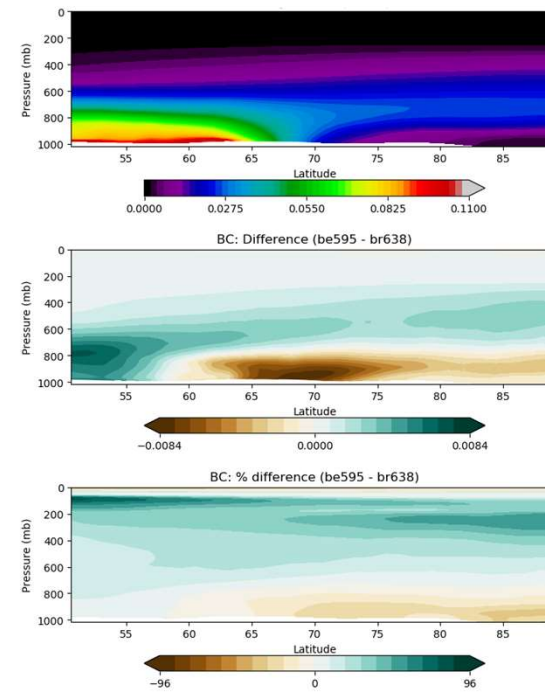 0
200
400
600
800
1000
Pressure (mb)
55 60 65 70 75 80 85
Latitude
0.0000 0.0275 0.0550 0.0825 0.1100
BC: Difference (be595 - br638)
0
200
400
600
800
1000
Pressure (mb)
55 60 65 70 75 80 85
Latitude
−0.0084 0.0000 0.0084
BC: % difference (be595 - br638)
0
200
400
600
800
1000
Pressure (mb)
55 60 65 70 75 80 85
Latitude
−96 0 96